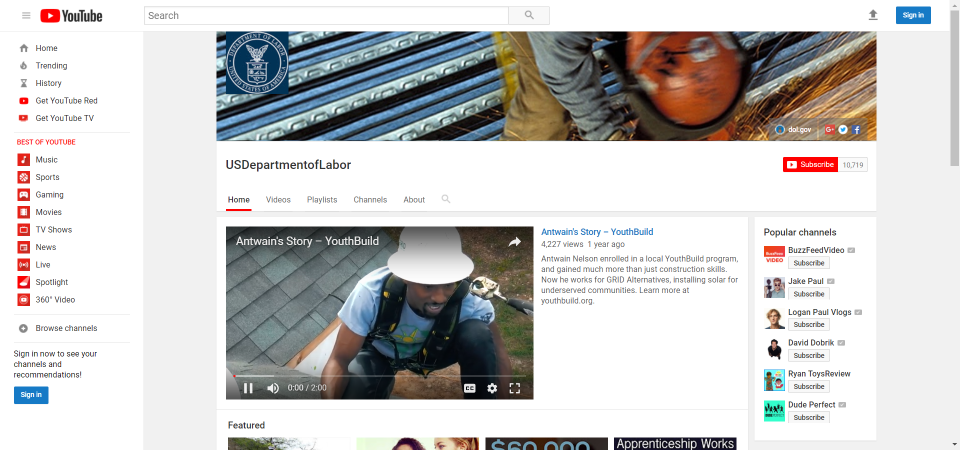 YouTube
Search
Sign in
Home
Trending
History
Get YouTube Red
Get YouTube TV
BEST OF YOUTUBE
Music
Sports
Gaming
Movies
TV Shows
News
Live
Spotlight
360° Video
Browse channels
Sign in now to see your
channels and
recommendations!
Sign in
DEPARTMENT OF LABOR
UNITED STATES OF AMERICA
dol.gov
USDepartmentofLabor
Subscribe 10,719
Home Videos Playlists Channels About
Antwain's Story – YouthBuild
0:00 / 2:00
CC
Antwain's Story – YouthBuild
4,227 views 1 year ago
Antwain Nelson enrolled in a local YouthBuild program,
and gained much more than just construction skills.
Now he works for GRID Alternatives, installing solar for
underserved communities. Learn more at
youthbuild.org.
Featured
$60,000
Apprenticeship Works
Popular channels
BuzzFeedVideo
Subscribe
Jake Paul
Subscribe
Logan Paul Vlogs
Subscribe
David Dobrik
Subscribe
Ryan ToysReview
Subscribe
Dude Perfect
Subscribe